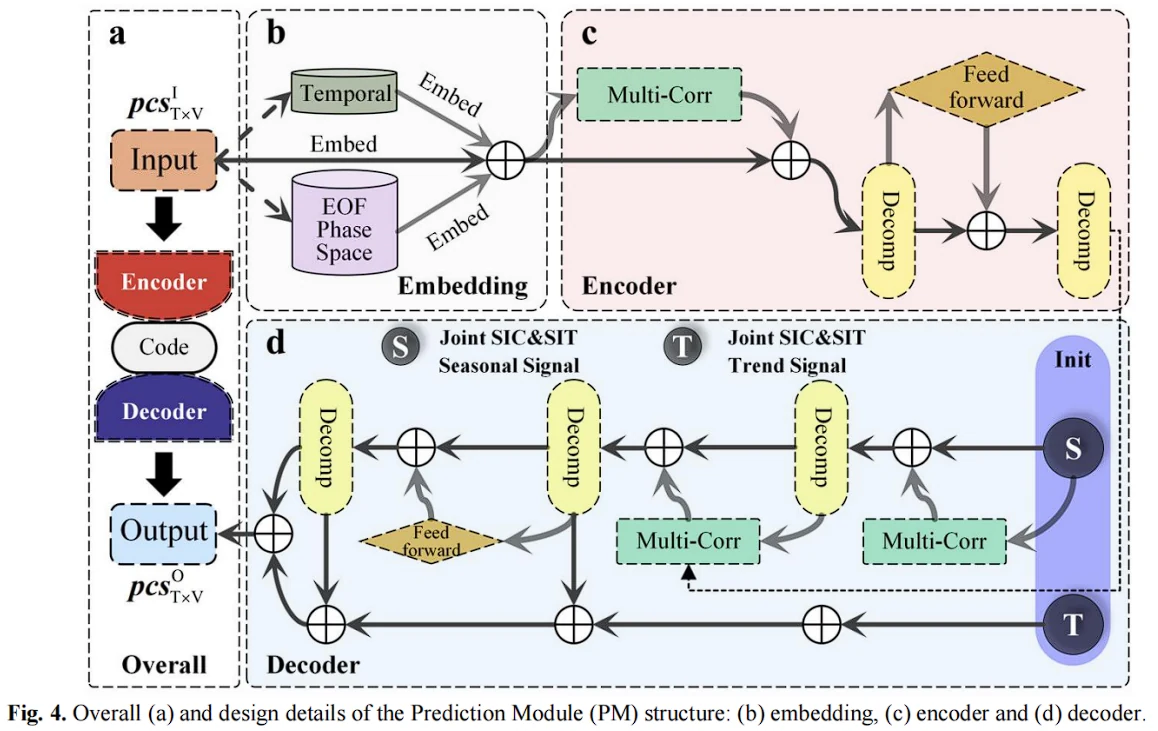 a
pcs^I_T×V
Input
Encoder
Code
Decoder
Output
pcs^O_T×V
Overall
b
Temporal
Embed
Embed
EOF
Phase
Space
Embed
Embedding
c
Multi-Corr
Feed
forward
Decomp
Decomp
Encoder
d
S
Joint SIC&SIT
Seasonal Signal
T
Joint SIC&SIT
Trend Signal
Init
Decomp
Decomp
Decomp
S
Feed
forward
Multi-Corr
Multi-Corr
T
Decoder
Fig. 4. Overall (a) and design details of the Prediction Module (PM) structure: (b) embedding, (c) encoder and (d) decoder.